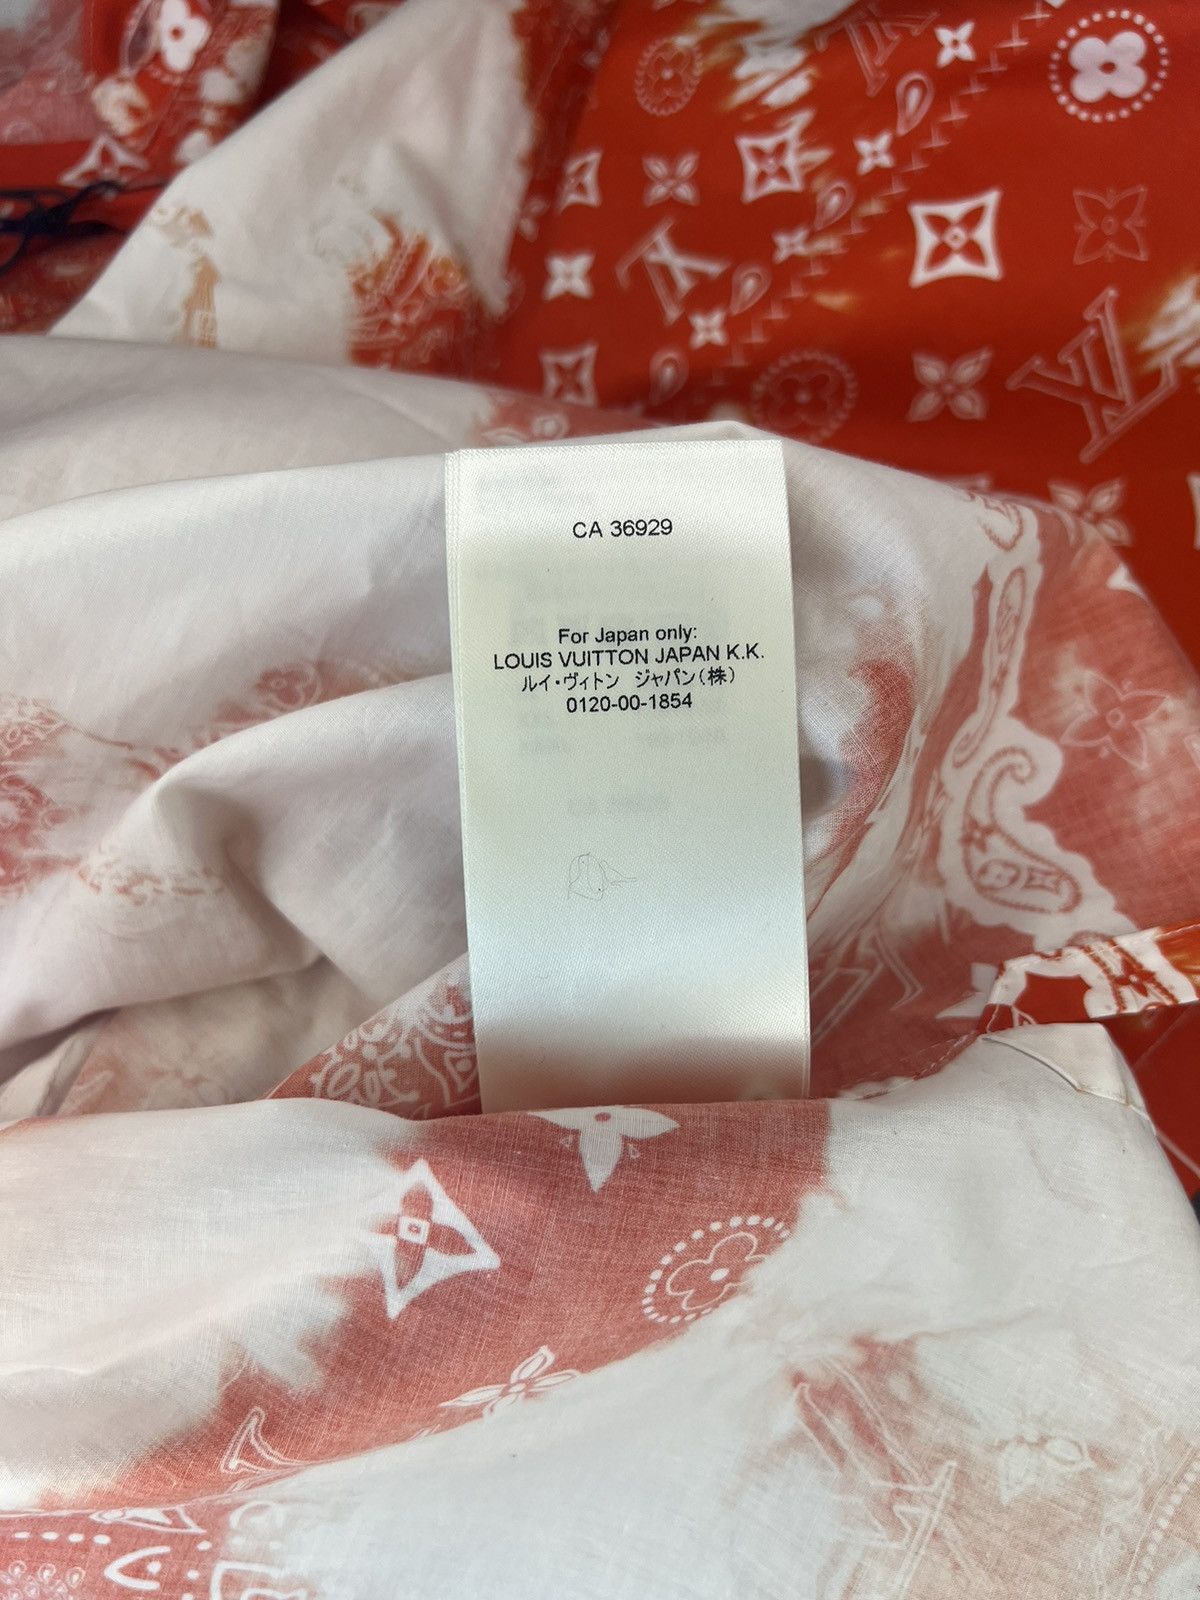 CA 36929
For Japan only:
LOUIS VUITTON JAPAN K.K.
ルイ・ヴィトン ジャパン(株)
0120-00-1854